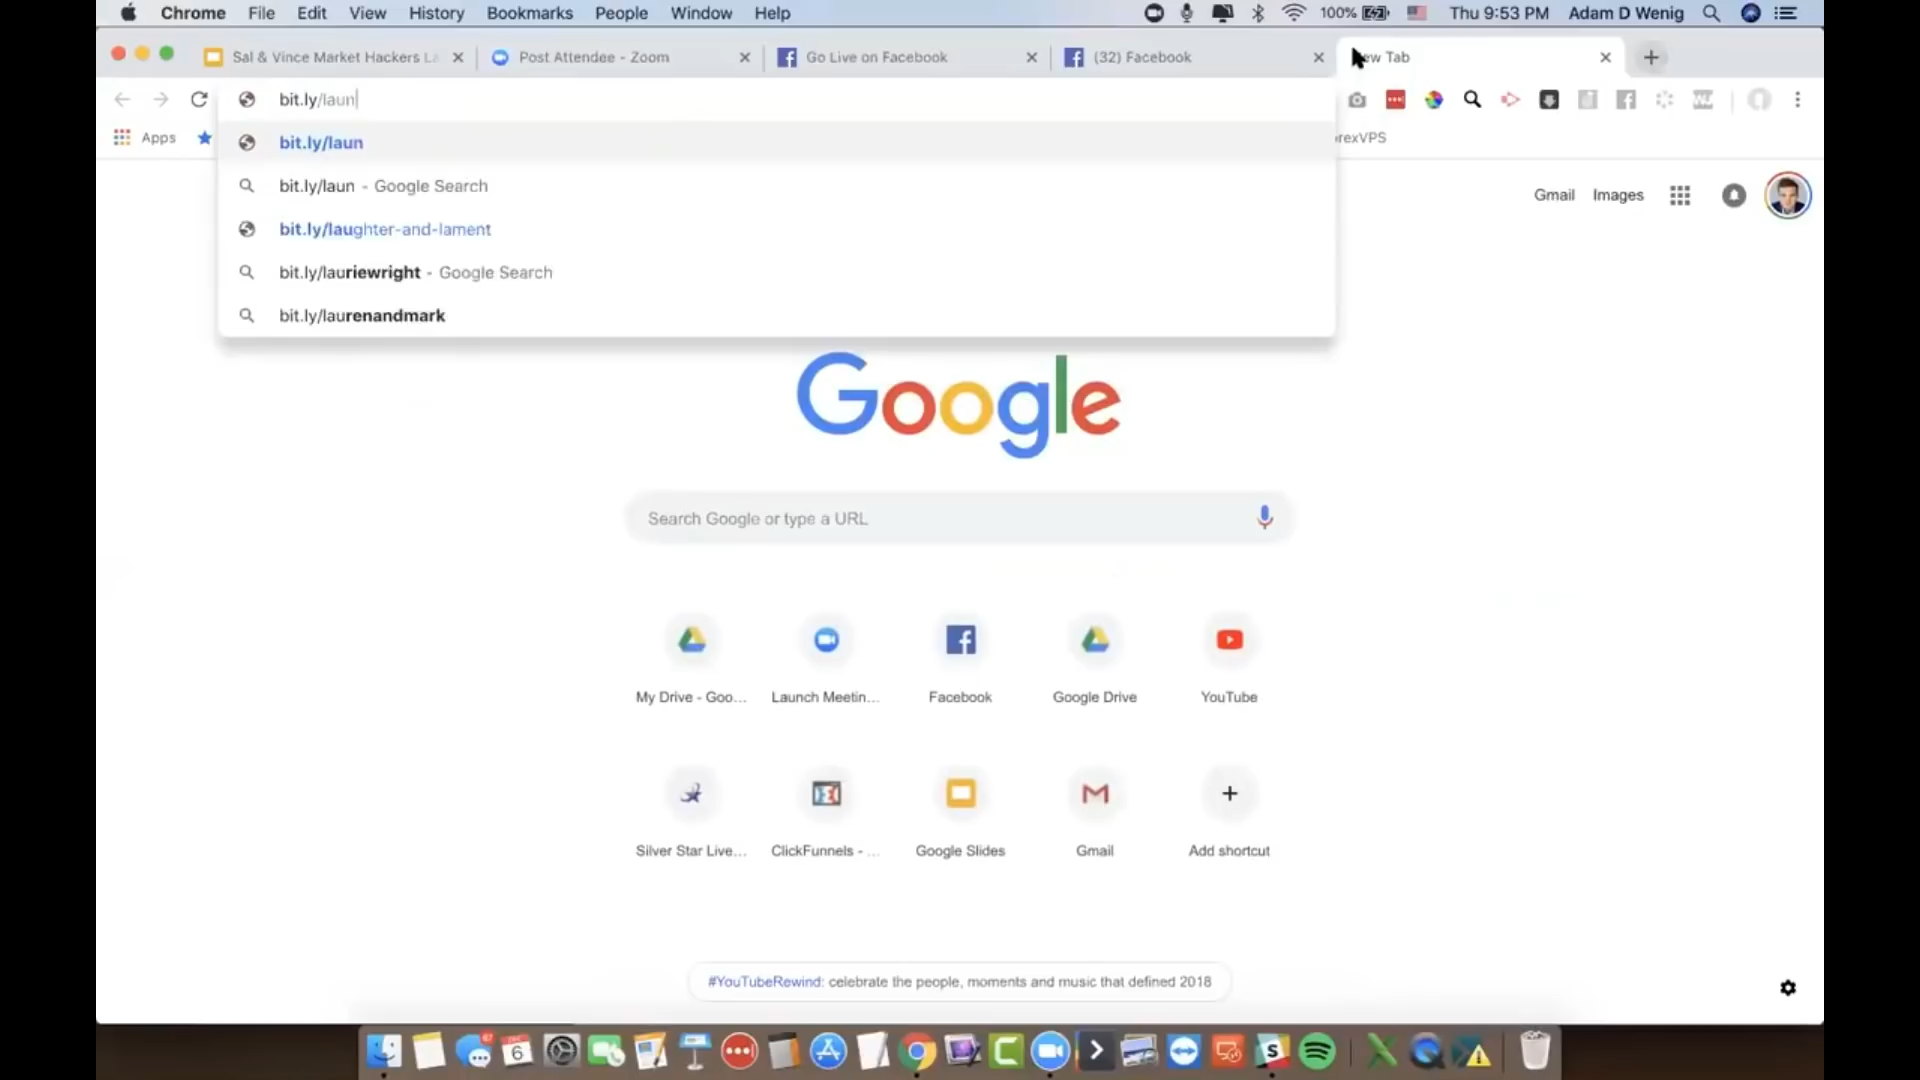 Chrome File Edit View History Bookmarks People Window Help 100% Thu 9:53 PM Adam D Wenig
Sal & Vince Market Hackers La
Post Attendee - Zoom
Go Live on Facebook
(32) Facebook
ew Tab
bit.ly/laun
Apps
orexVPS
bit.ly/laun
bit.ly/laun - Google Search
bit.ly/laughter-and-lament
bit.ly/lauriewright - Google Search
bit.ly/laurenandmark
Gmail Images
Google
Search Google or type a URL
My Drive - Goo... Launch Meetin... Facebook Google Drive YouTube
Silver Star Live... ClickFunnels - ... Google Slides Gmail Add shortcut
#YouTubeRewind: celebrate the people, moments and music that defined 2018
6